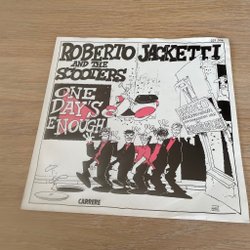 ROBERTO JACKETTI
AND THE
SCOOTERS
ONE
DAY'S
ENOUGH
CARRERE